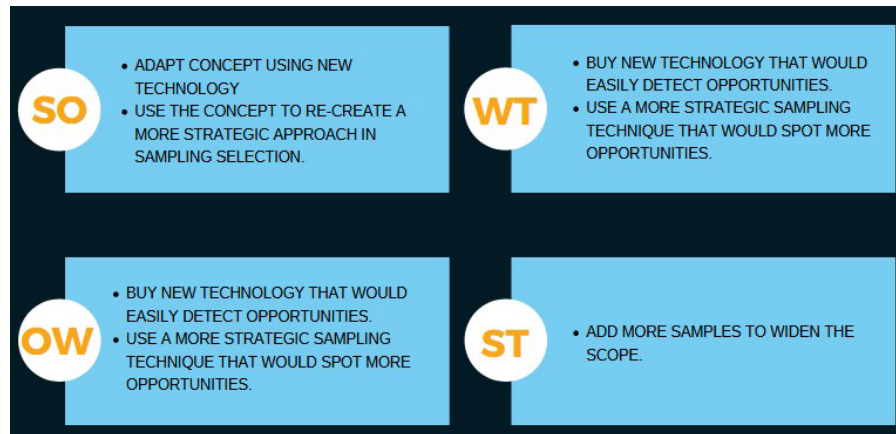 SO
• ADAPT CONCEPT USING NEW
TECHNOLOGY
• USE THE CONCEPT TO RE-CREATE A
MORE STRATEGIC APPROACH IN
SAMPLING SELECTION.
WT
• BUY NEW TECHNOLOGY THAT WOULD
EASILY DETECT OPPORTUNITIES.
• USE A MORE STRATEGIC SAMPLING
TECHNIQUE THAT WOULD SPOT MORE
OPPORTUNITIES.
OW
• BUY NEW TECHNOLOGY THAT WOULD
EASILY DETECT OPPORTUNITIES.
• USE A MORE STRATEGIC SAMPLING
TECHNIQUE THAT WOULD SPOT MORE
OPPORTUNITIES.
ST
• ADD MORE SAMPLES TO WIDEN THE
SCOPE.